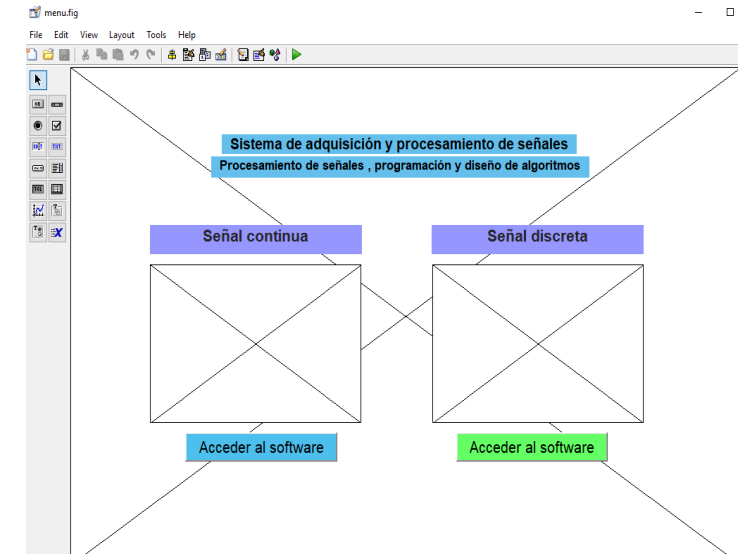 menu.fig
File Edit View Layout Tools Help
Sistema de adquisición y procesamiento de señales
Procesamiento de señales , programación y diseño de algoritmos
Señal continua Señal discreta
Acceder al software Acceder al software